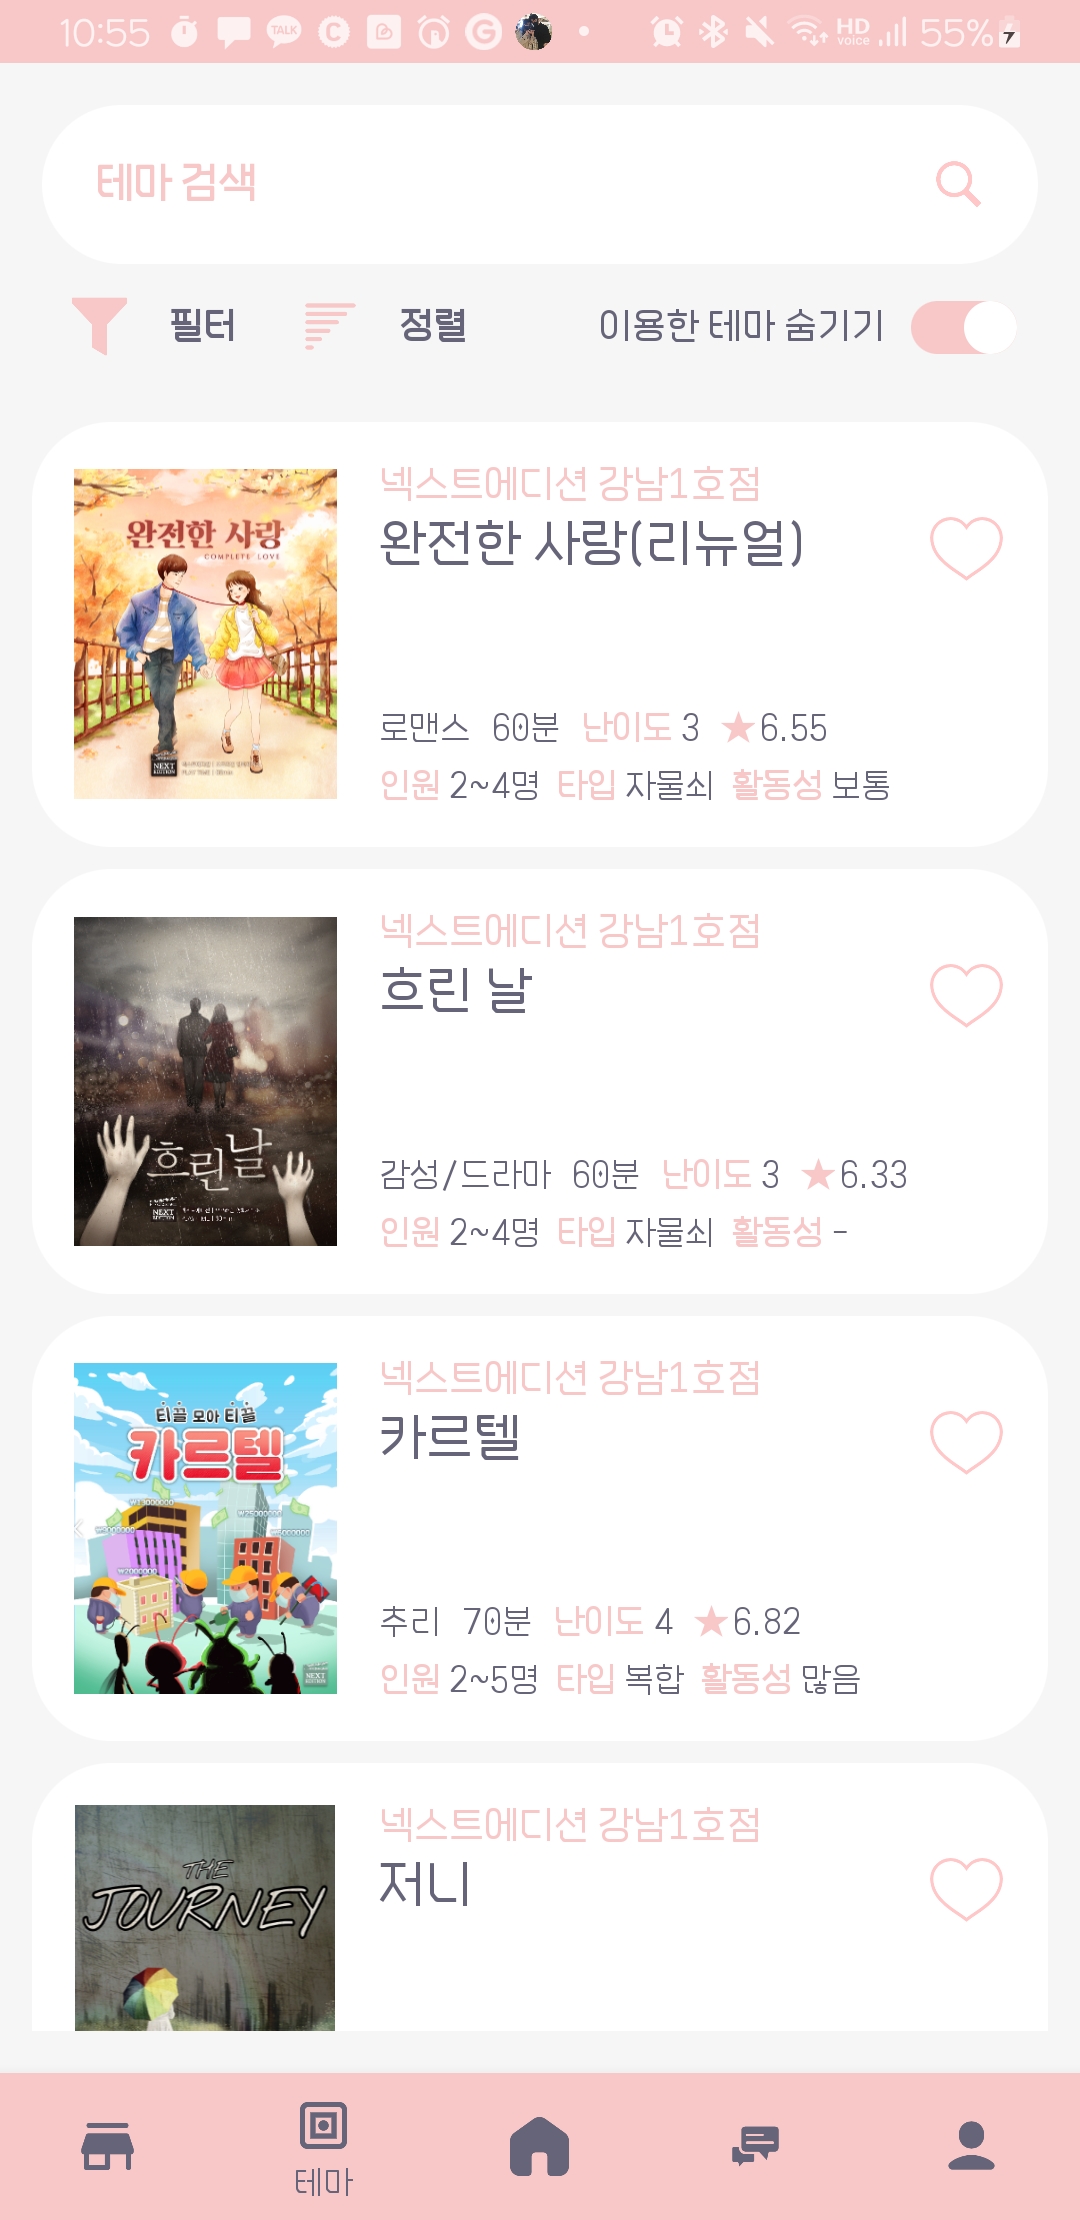 10:55 TALK HD voice 55%
테마 검색
필터 정렬 이용한 테마 숨기기
완전한 사랑
COMPLETE LOVE
NEXT EDITION
넥스트에디션 강남1호점
완전한 사랑(리뉴얼)
로맨스 60분 난이도 3 ★6.55
인원 2~4명 타입 자물쇠 활동성 보통
흐린날
NEXT EDITION
넥스트에디션 강남1호점
흐린 날
감성/드라마 60분 난이도 3 ★6.33
인원 2~4명 타입 자물쇠 활동성 -
티끌 모아 티끌
카르텔
NEXT EDITION
넥스트에디션 강남1호점
카르텔
추리 70분 난이도 4 ★6.82
인원 2~5명 타입 복합 활동성 많음
THE
JOURNEY
넥스트에디션 강남1호점
저니
테마